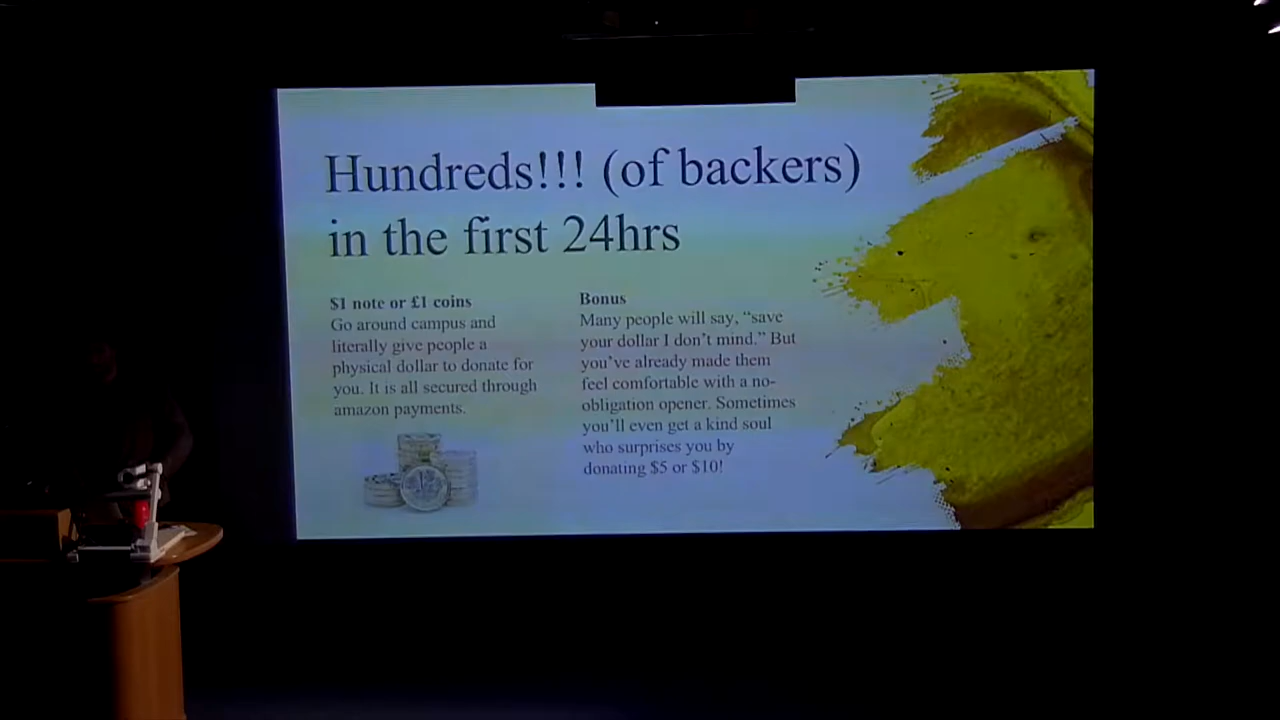 Hundreds!!! (of backers)
in the first 24hrs
$1 note or £1 coins
Go around campus and
literally give people a
physical dollar to donate for
you. It is all secured through
amazon payments.
Bonus
Many people will say, “save
your dollar I don’t mind.” But
you’ve already made them
feel comfortable with a no-
obligation opener. Sometimes
you’ll even get a kind soul
who surprises you by
donating $5 or $10!